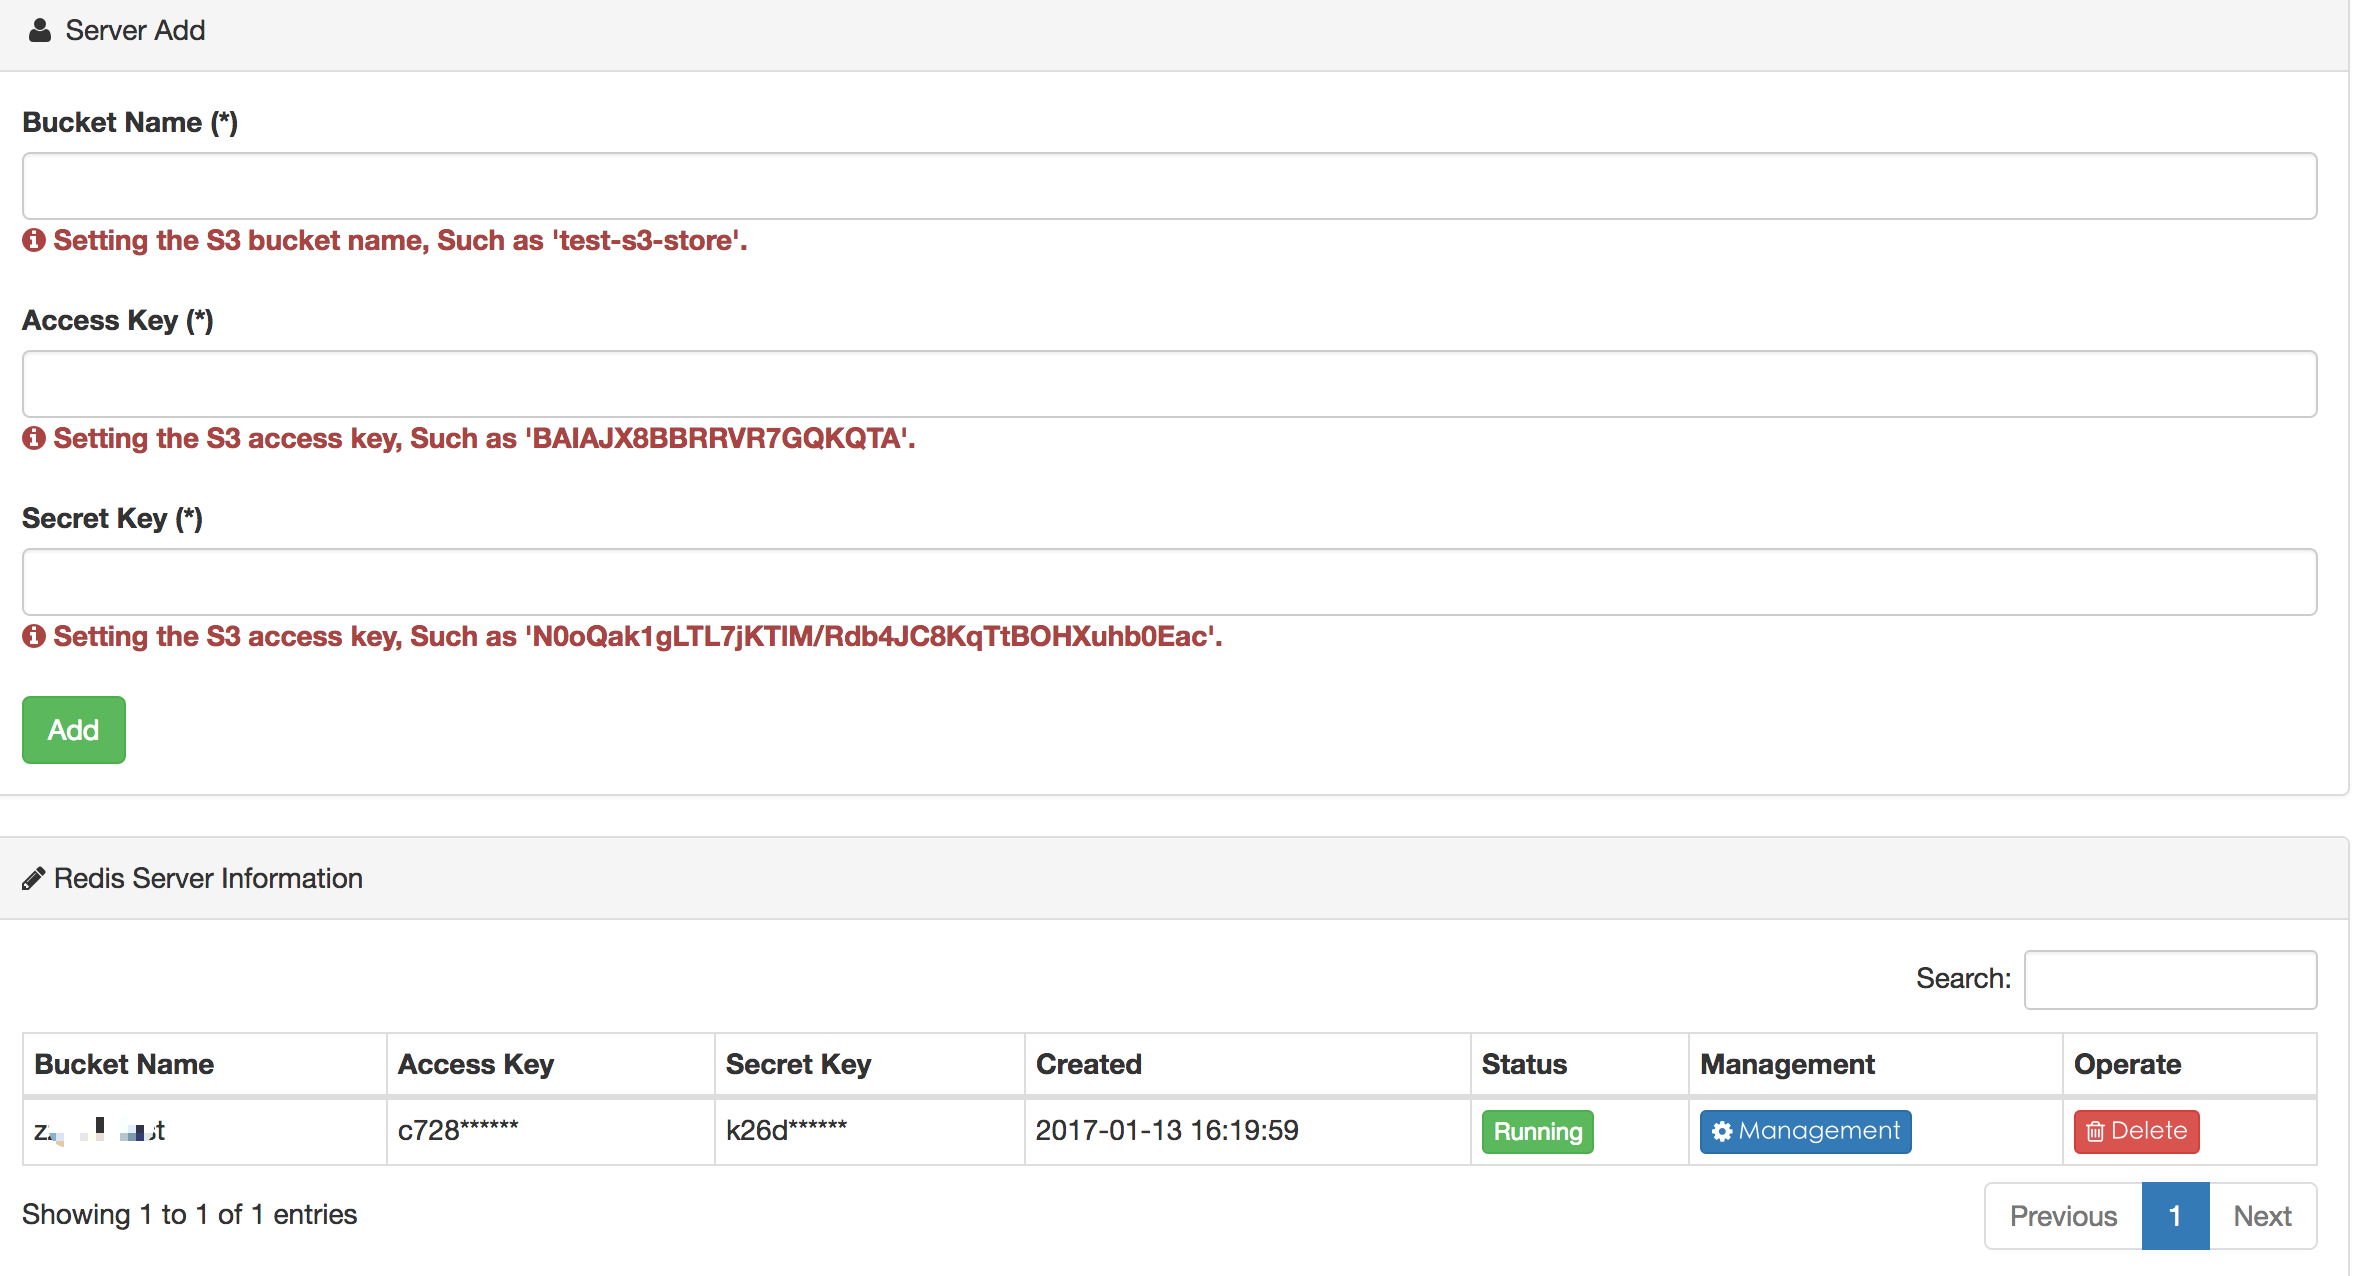 Server Add
Bucket Name (*)
Setting the S3 bucket name, Such as 'test-s3-store'.
Access Key (*)
Setting the S3 access key, Such as 'BAIAJX8BBRRVR7GQKQTA'.
Secret Key (*)
Setting the S3 access key, Such as 'N0oQak1gLTL7jKTIM/Rdb4JC8KqTtBOHXuhb0Eac'.
Add
Redis Server Information
Search:
Bucket Name Access Key Secret Key Created Status Management Operate
c728****** k26d****** 2017-01-13 16:19:59 Running Management Delete
Showing 1 to 1 of 1 entries
Previous 1 Next